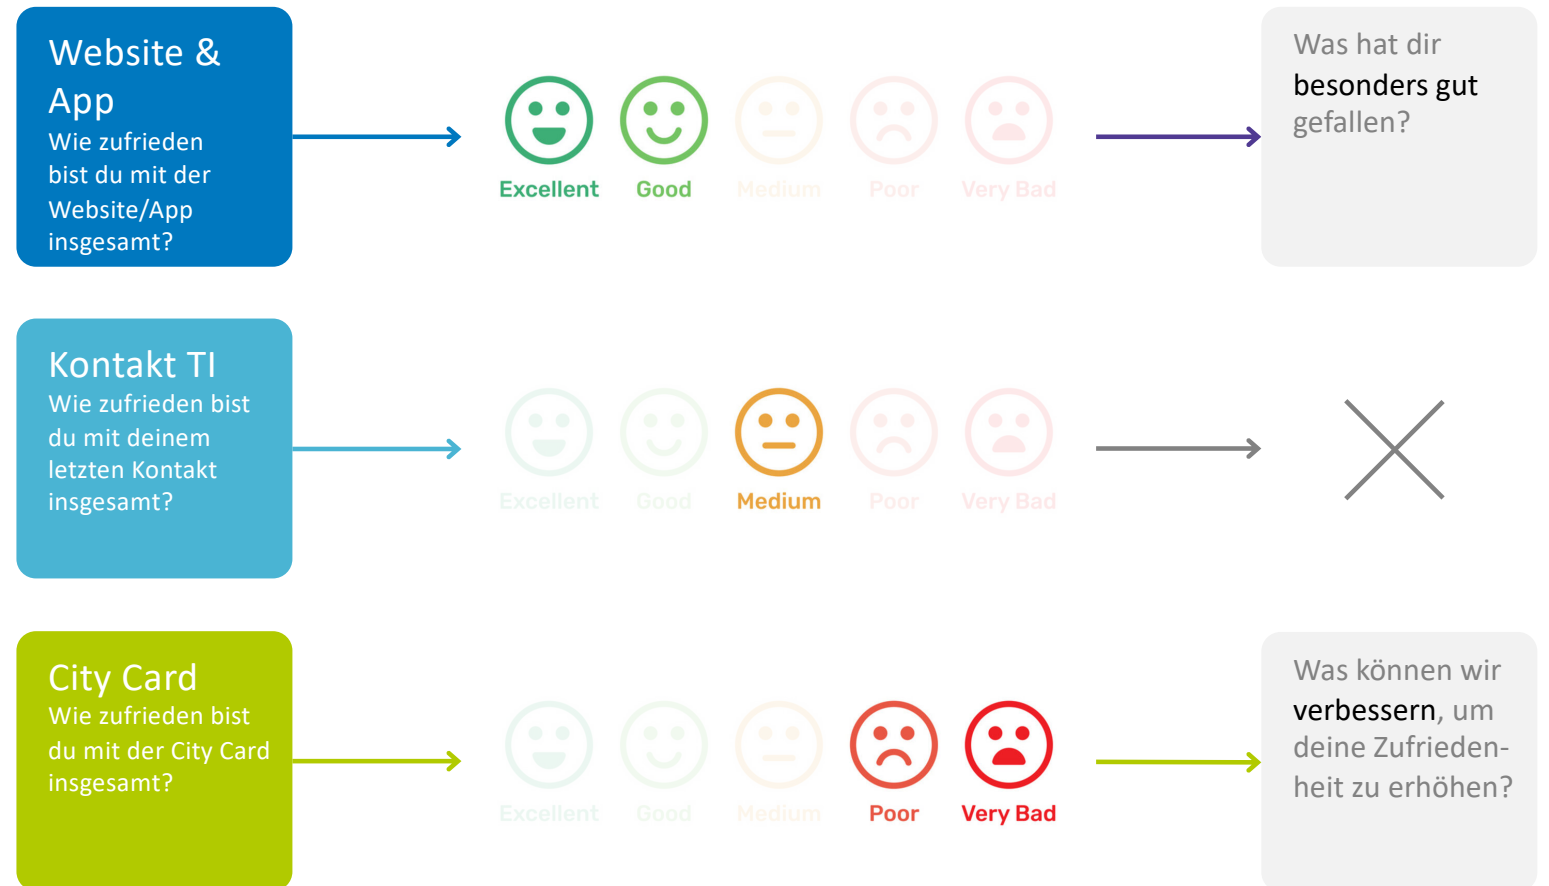 Website &
App
Wie zufrieden
bist du mit der
Website/App
insgesamt?
Excellent Good Medium Poor Very Bad
Was hat dir
besonders gut
gefallen?
Kontakt TI
Wie zufrieden bist
du mit deinem
letzten Kontakt
insgesamt?
Excellent Good Medium Poor Very Bad
City Card
Wie zufrieden bist
du mit der City Card
insgesamt?
Excellent Good Medium Poor Very Bad
Was können wir
verbessern, um
deine Zufrieden-
heit zu erhöhen?